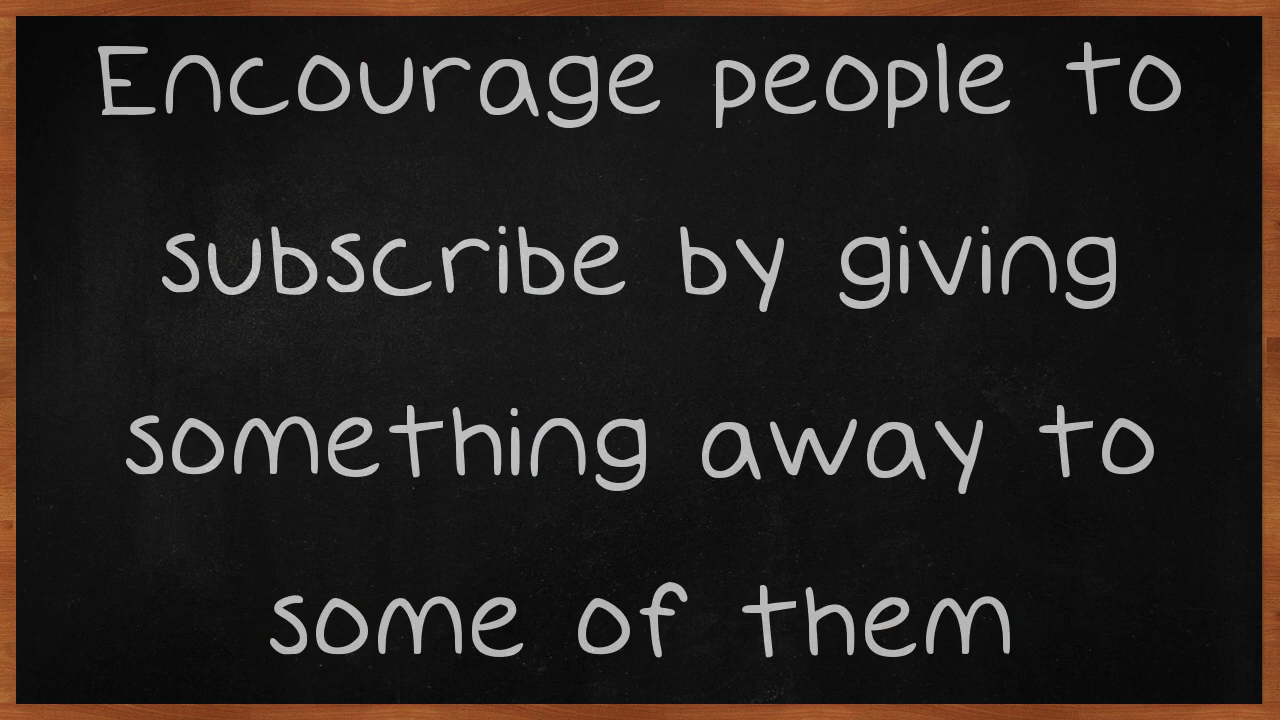 Encourage people to
subscribe by giving
something away to
some of them